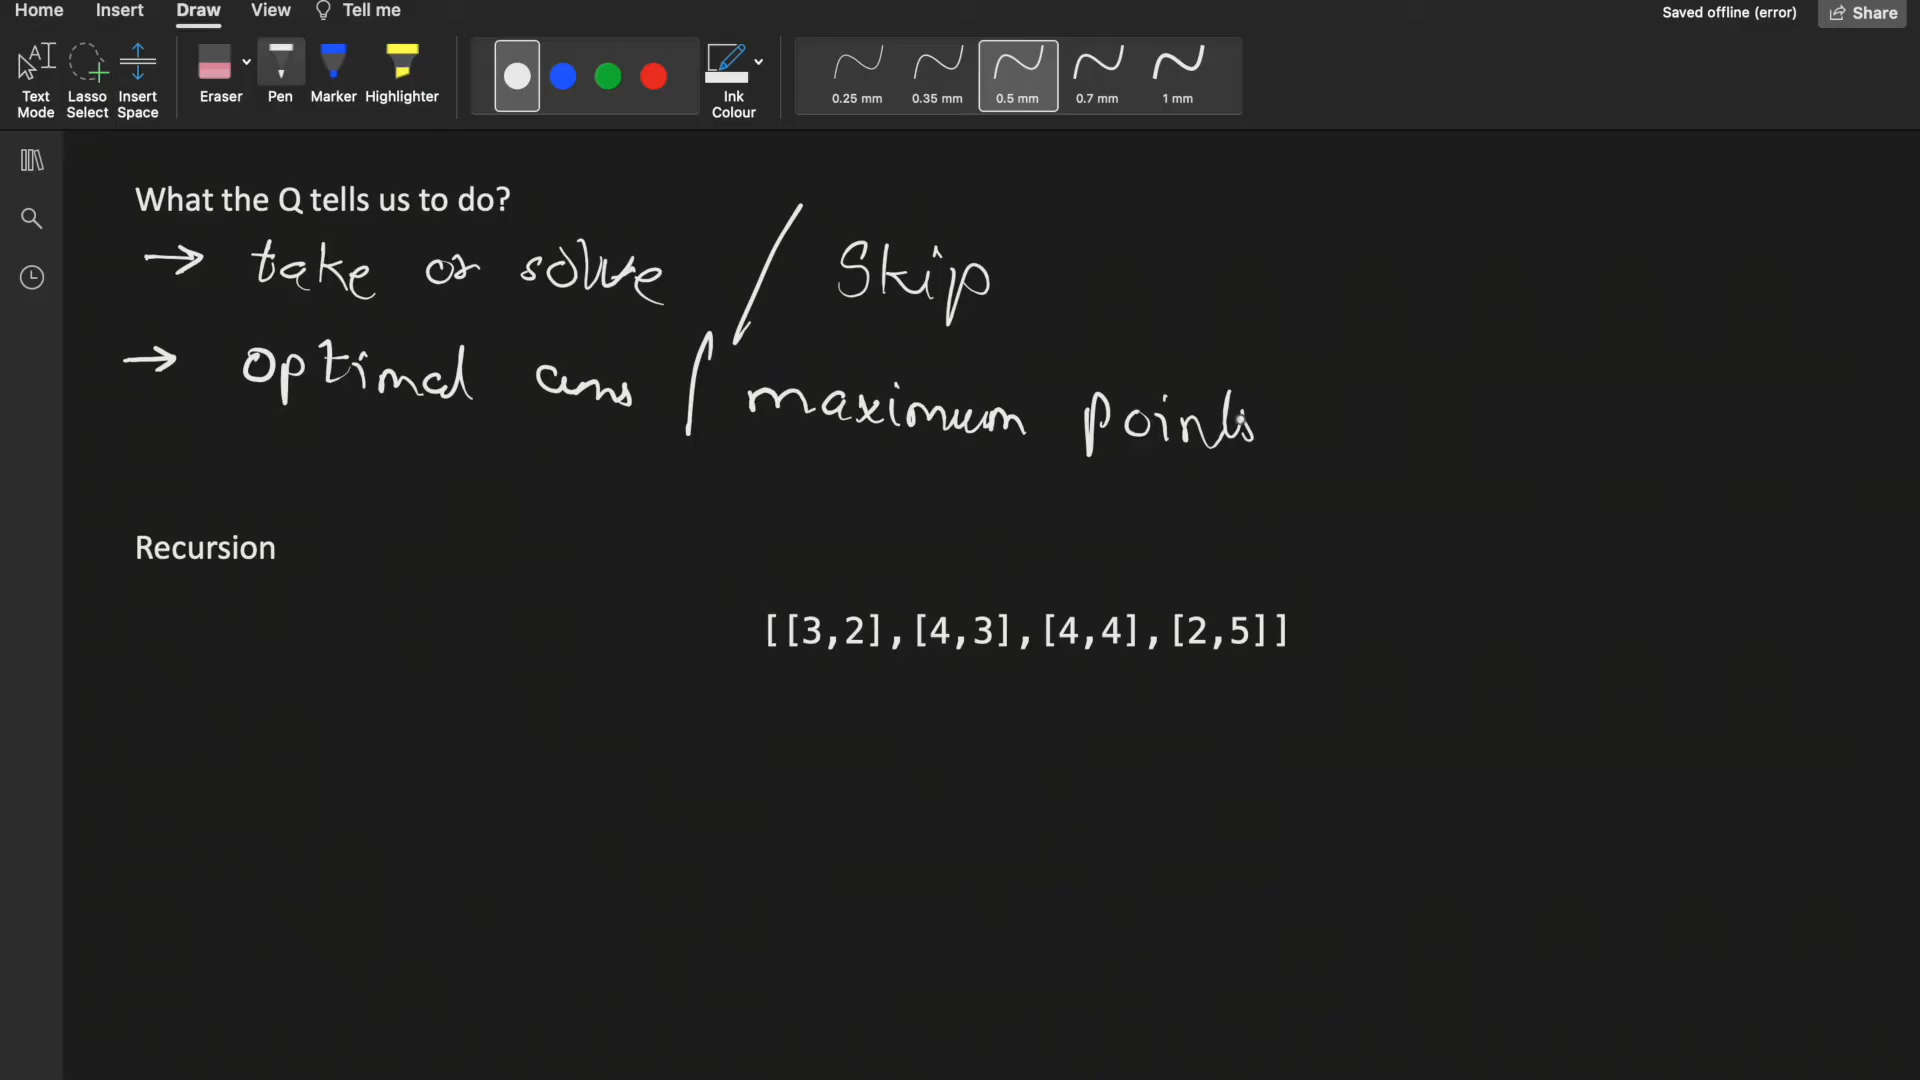 Home Insert Draw View Tell me Saved offline (error) Share
Text Mode Lasso Select Insert Space Eraser Pen Marker Highlighter Ink Colour 0.25 mm 0.35 mm 0.5 mm 0.7 mm 1 mm
What the Q tells us to do?
→ take or solve / Skip
→ Optimal ans / maximum points
Recursion
[[3,2],[4,3],[4,4],[2,5]]